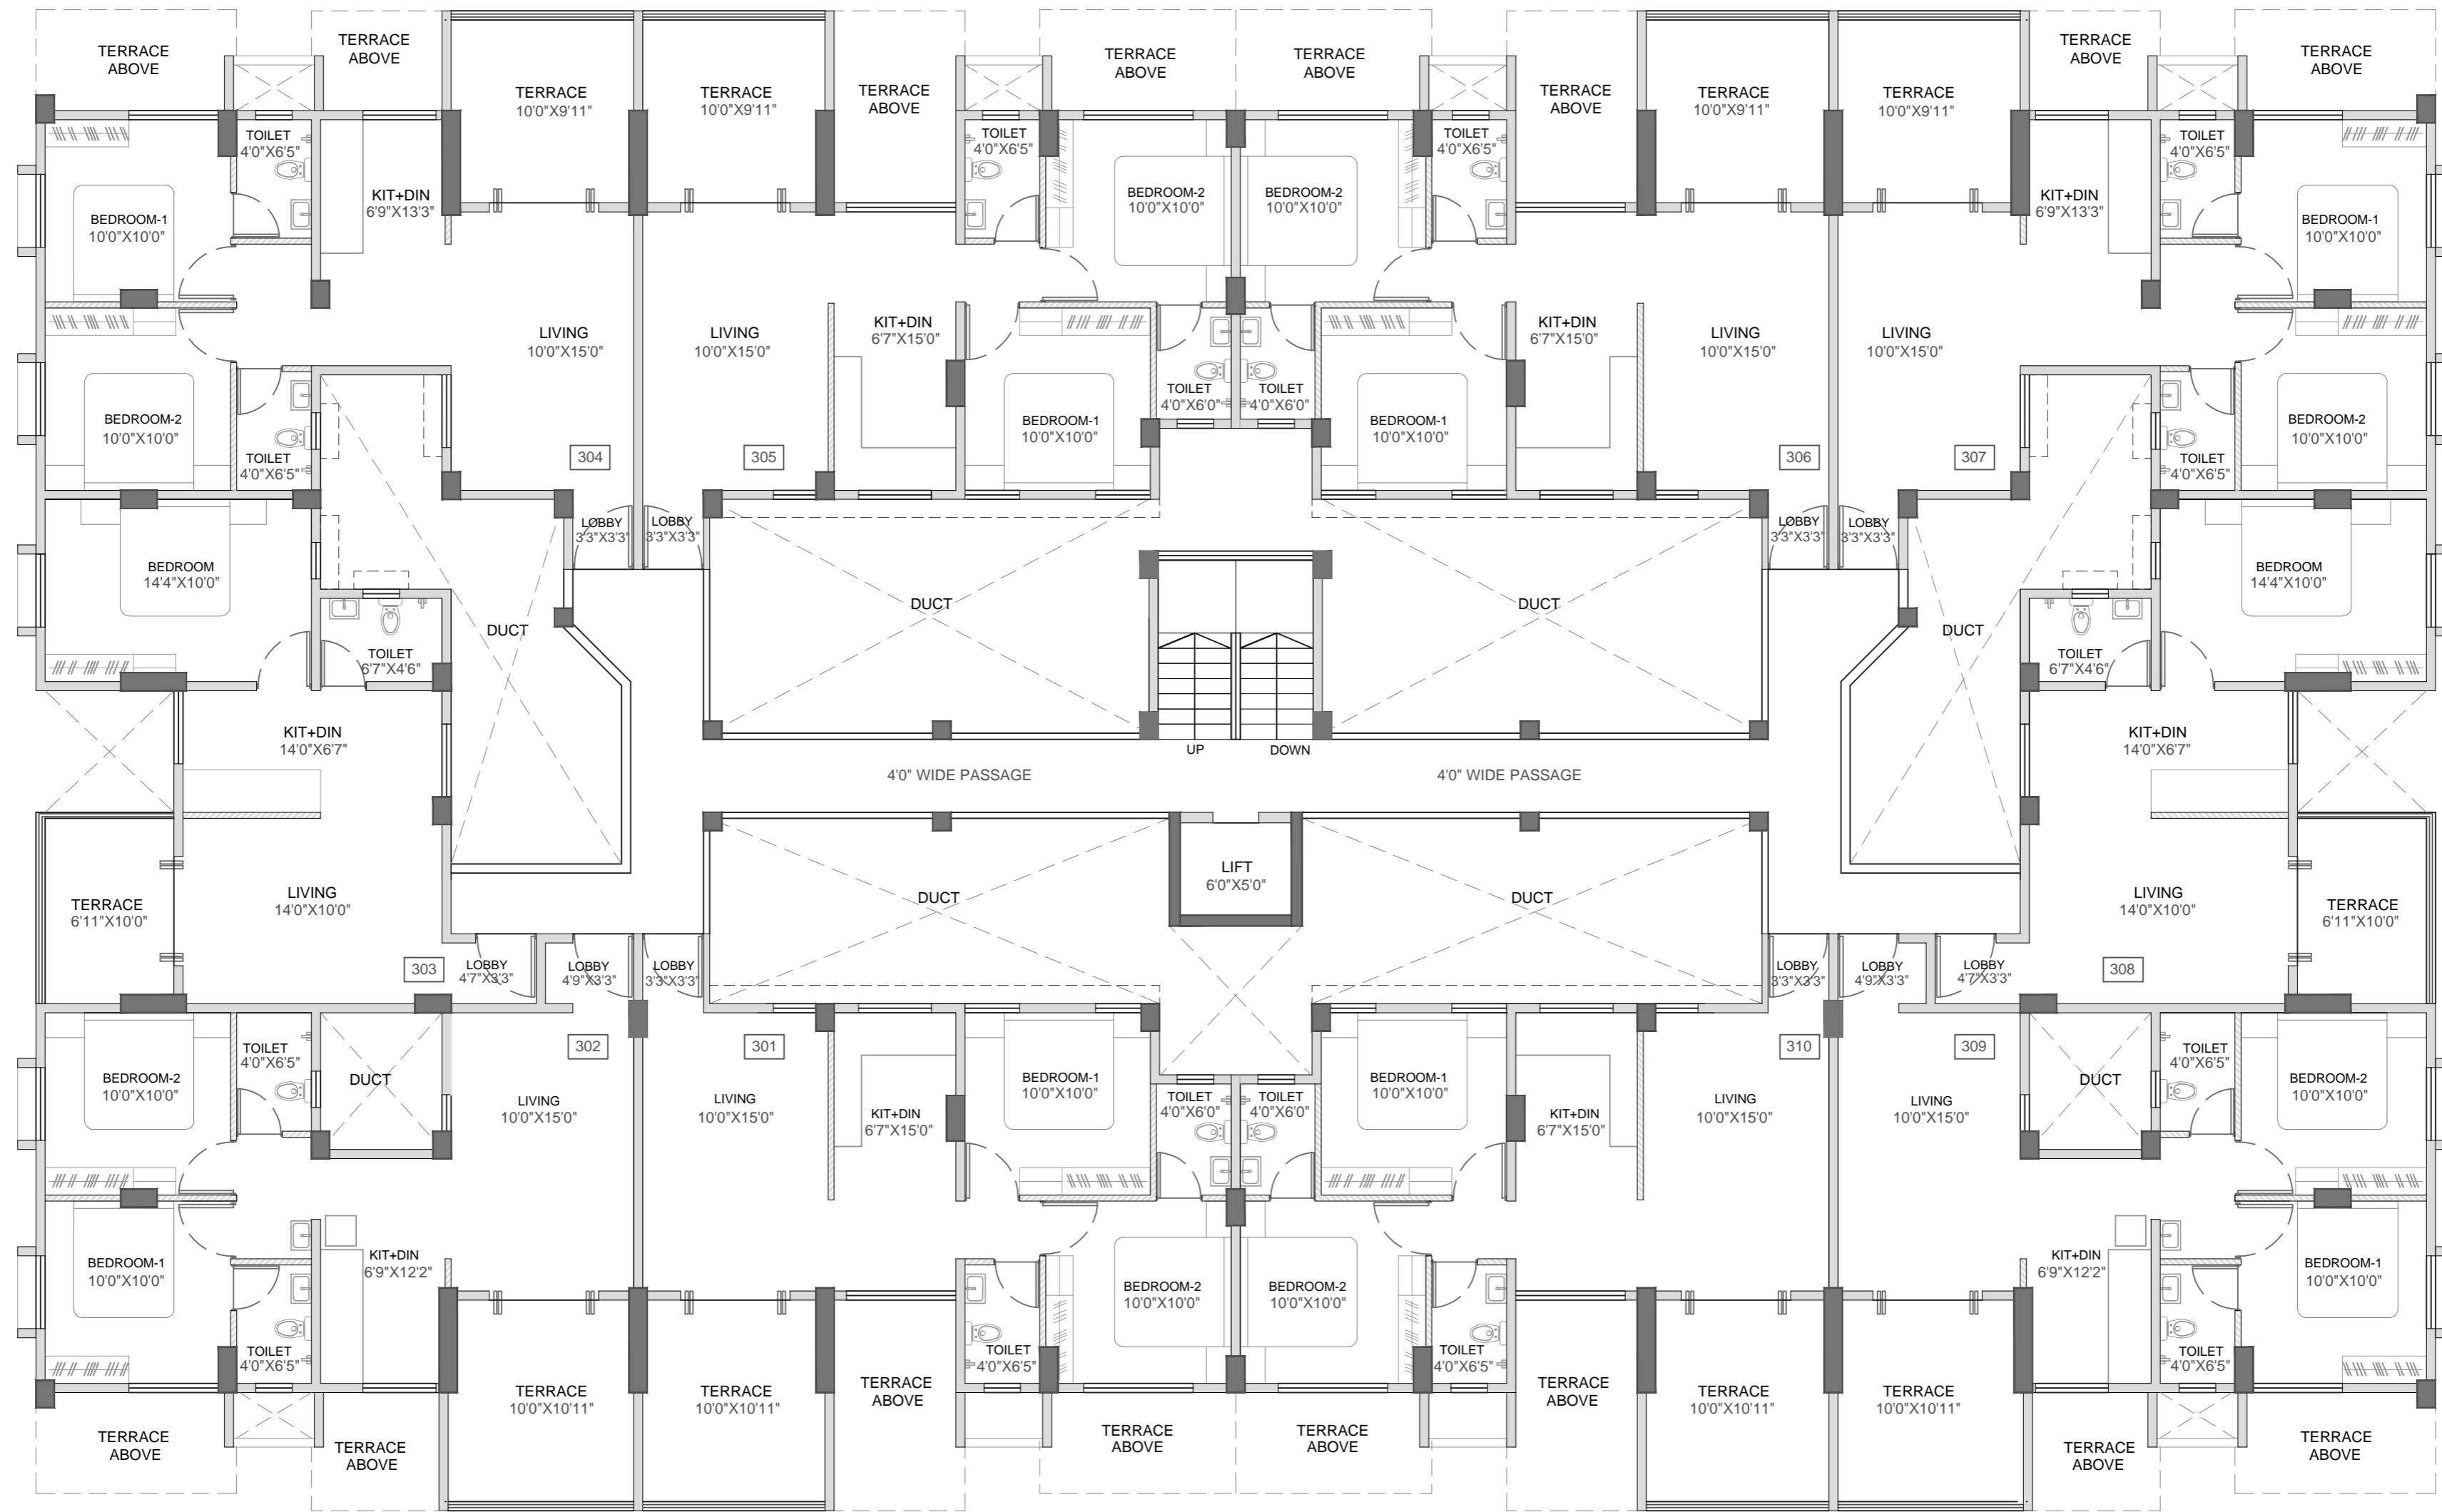 TERRACE
ABOVE
TERRACE
ABOVE
TERRACE
10'0"X9'11"
TERRACE
10'0"X9'11"
TERRACE
ABOVE
TERRACE
ABOVE
TERRACE
ABOVE
TERRACE
ABOVE
TERRACE
10'0"X9'11"
TERRACE
10'0"X9'11"
TERRACE
ABOVE
TERRACE
ABOVE
TOILET
4'0"X6'5"
TOILET
4'0"X6'5"
TOILET
4'0"X6'5"
TOILET
4'0"X6'5"
BEDROOM-1
10'0"X10'0"
KIT+DIN
6'9"X13'3"
BEDROOM-2
10'0"X10'0"
BEDROOM-2
10'0"X10'0"
KIT+DIN
6'9"X13'3"
BEDROOM-1
10'0"X10'0"
LIVING
10'0"X15'0"
LIVING
10'0"X15'0"
KIT+DIN
6'7"X15'0"
KIT+DIN
6'7"X15'0"
LIVING
10'0"X15'0"
LIVING
10'0"X15'0"
BEDROOM-2
10'0"X10'0"
TOILET
4'0"X6'5"
BEDROOM-1
10'0"X10'0"
TOILET
4'0"X6'0"
TOILET
4'0"X6'0"
BEDROOM-1
10'0"X10'0"
TOILET
4'0"X6'5"
BEDROOM-2
10'0"X10'0"
304
305
306
307
LOBBY
3'3"X3'3"
LOBBY
3'3"X3'3"
LOBBY
3'3"X3'3"
LOBBY
3'3"X3'3"
BEDROOM
14'4"X10'0"
TOILET
6'7"X4'6"
DUCT
DUCT
DUCT
DUCT
TOILET
6'7"X4'6"
BEDROOM
14'4"X10'0"
KIT+DIN
14'0"X6'7"
UP
DOWN
KIT+DIN
14'0"X6'7"
4'0" WIDE PASSAGE
4'0" WIDE PASSAGE
TERRACE
6'11"X10'0"
LIVING
14'0"X10'0"
DUCT
LIFT
6'0"X5'0"
DUCT
LIVING
14'0"X10'0"
TERRACE
6'11"X10'0"
303
LOBBY
4'7"X3'3"
LOBBY
4'9"X3'3"
LOBBY
3'3"X3'3"
LOBBY
3'3"X3'3"
LOBBY
4'9"X3'3"
LOBBY
4'7"X3'3"
308
302
301
310
309
BEDROOM-2
10'0"X10'0"
TOILET
4'0"X6'5"
DUCT
LIVING
10'0"X15'0"
LIVING
10'0"X15'0"
KIT+DIN
6'7"X15'0"
BEDROOM-1
10'0"X10'0"
TOILET
4'0"X6'0"
TOILET
4'0"X6'0"
BEDROOM-1
10'0"X10'0"
KIT+DIN
6'7"X15'0"
LIVING
10'0"X15'0"
LIVING
10'0"X15'0"
DUCT
TOILET
4'0"X6'5"
BEDROOM-2
10'0"X10'0"
BEDROOM-1
10'0"X10'0"
KIT+DIN
6'9"X12'2"
BEDROOM-2
10'0"X10'0"
BEDROOM-2
10'0"X10'0"
KIT+DIN
6'9"X12'2"
BEDROOM-1
10'0"X10'0"
TOILET
4'0"X6'5"
TOILET
4'0"X6'5"
TOILET
4'0"X6'5"
TOILET
4'0"X6'5"
TERRACE
ABOVE
TERRACE
ABOVE
TERRACE
10'0"X10'11"
TERRACE
10'0"X10'11"
TERRACE
ABOVE
TERRACE
ABOVE
TERRACE
ABOVE
TERRACE
ABOVE
TERRACE
10'0"X10'11"
TERRACE
10'0"X10'11"
TERRACE
ABOVE
TERRACE
ABOVE